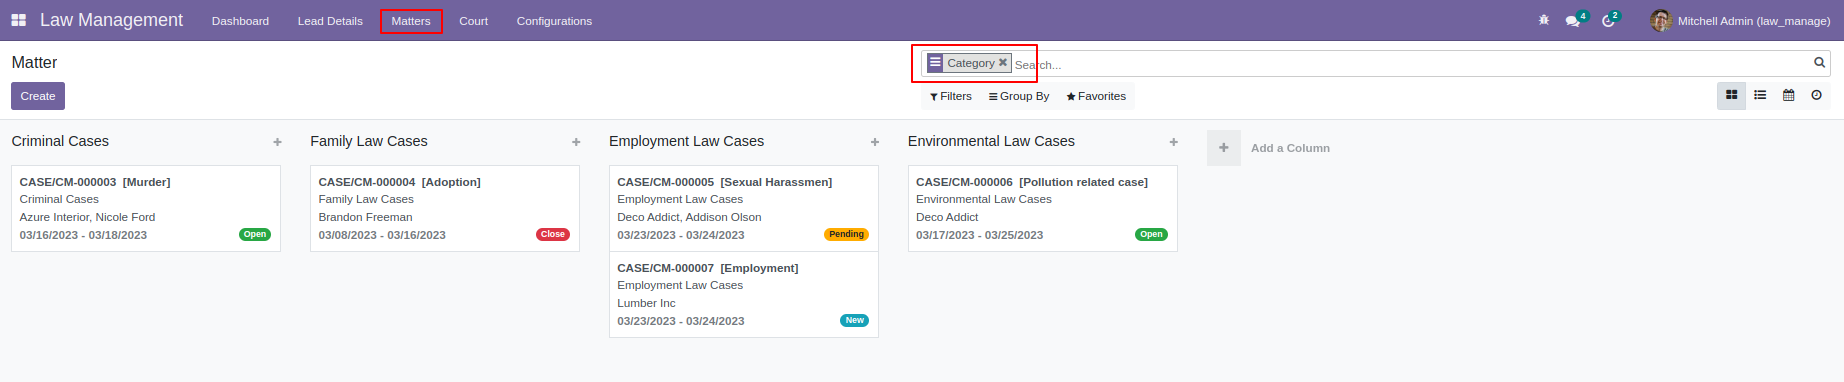 Law Management Dashboard Lead Details Matters Court Configurations 4 2 Mitchell Admin (law_manage)
Matter
Category Search...
Create
Filters Group By Favorites
Criminal Cases
CASE/CM-000003 [Murder]
Criminal Cases
Azure Interior, Nicole Ford
03/16/2023 - 03/18/2023 Open
Family Law Cases
CASE/CM-000004 [Adoption]
Family Law Cases
Brandon Freeman
03/08/2023 - 03/16/2023 Close
Employment Law Cases
CASE/CM-000005 [Sexual Harassmen]
Employment Law Cases
Deco Addict, Addison Olson
03/23/2023 - 03/24/2023 Pending
CASE/CM-000007 [Employment]
Employment Law Cases
Lumber Inc
03/23/2023 - 03/24/2023 New
Environmental Law Cases
CASE/CM-000006 [Pollution related case]
Environmental Law Cases
Deco Addict
03/17/2023 - 03/25/2023 Open
Add a Column